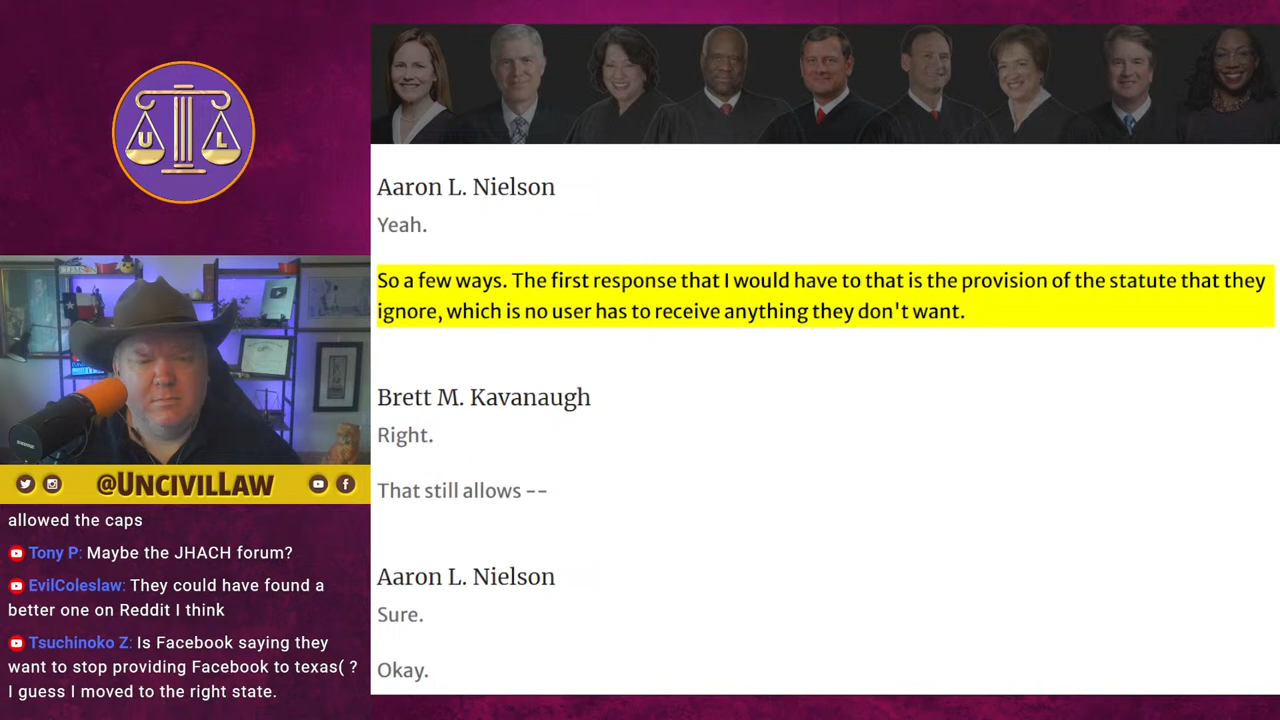 U L
Aaron L. Nielson
Yeah.
So a few ways. The first response that I would have to that is the provision of the statute that they
ignore, which is no user has to receive anything they don't want.
Brett M. Kavanaugh
Right.
That still allows --
Aaron L. Nielson
Sure.
Okay.
@UNCIVILLAW
allowed the caps
Tony P: Maybe the JHACH forum?
EvilColeslaw: They could have found a
better one on Reddit I think
Tsuchinoko Z: Is Facebook saying they
want to stop providing Facebook to texas( ?
I guess I moved to the right state.